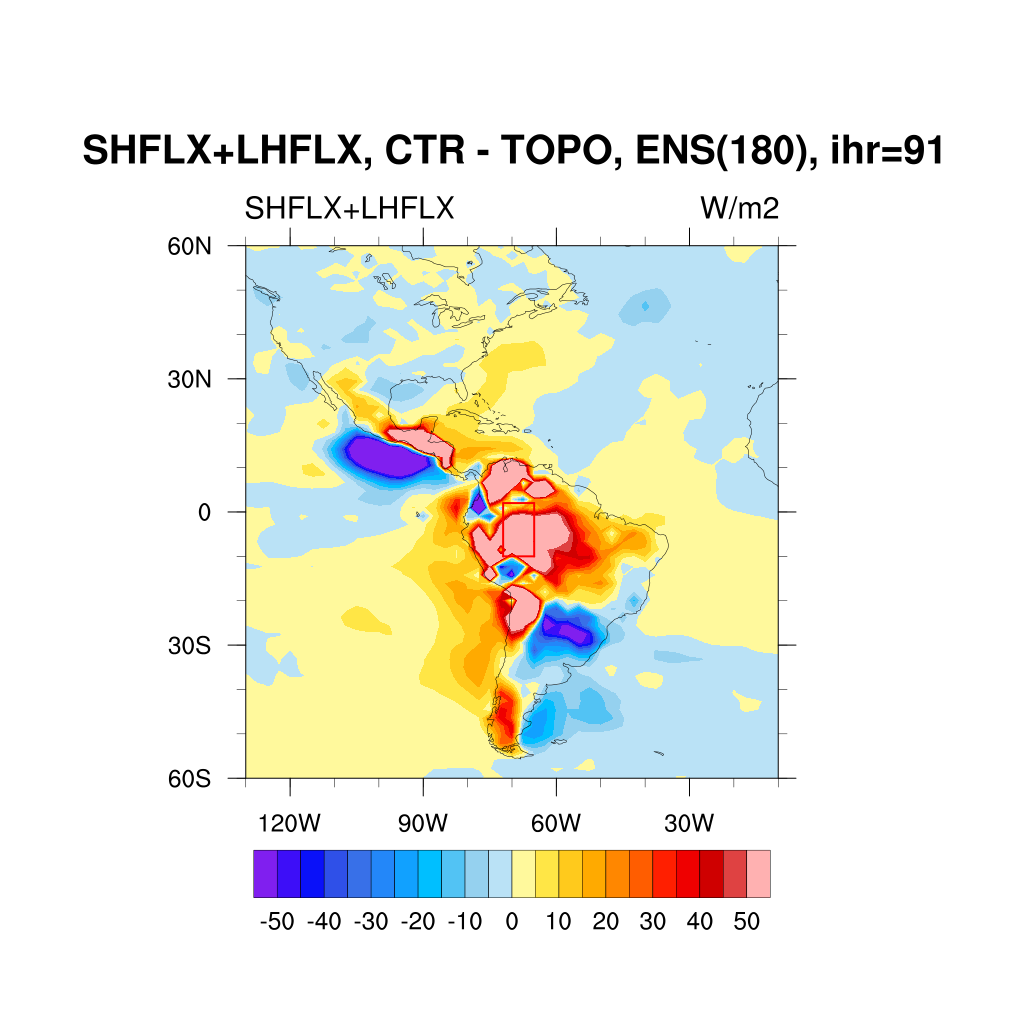 SHFLX+LHFLX, CTR - TOPO, ENS(180), ihr=91
SHFLX+LHFLX W/m2
60N
30N
0
30S
60S
120W 90W 60W 30W
-50 -40 -30 -20 -10 0 10 20 30 40 50